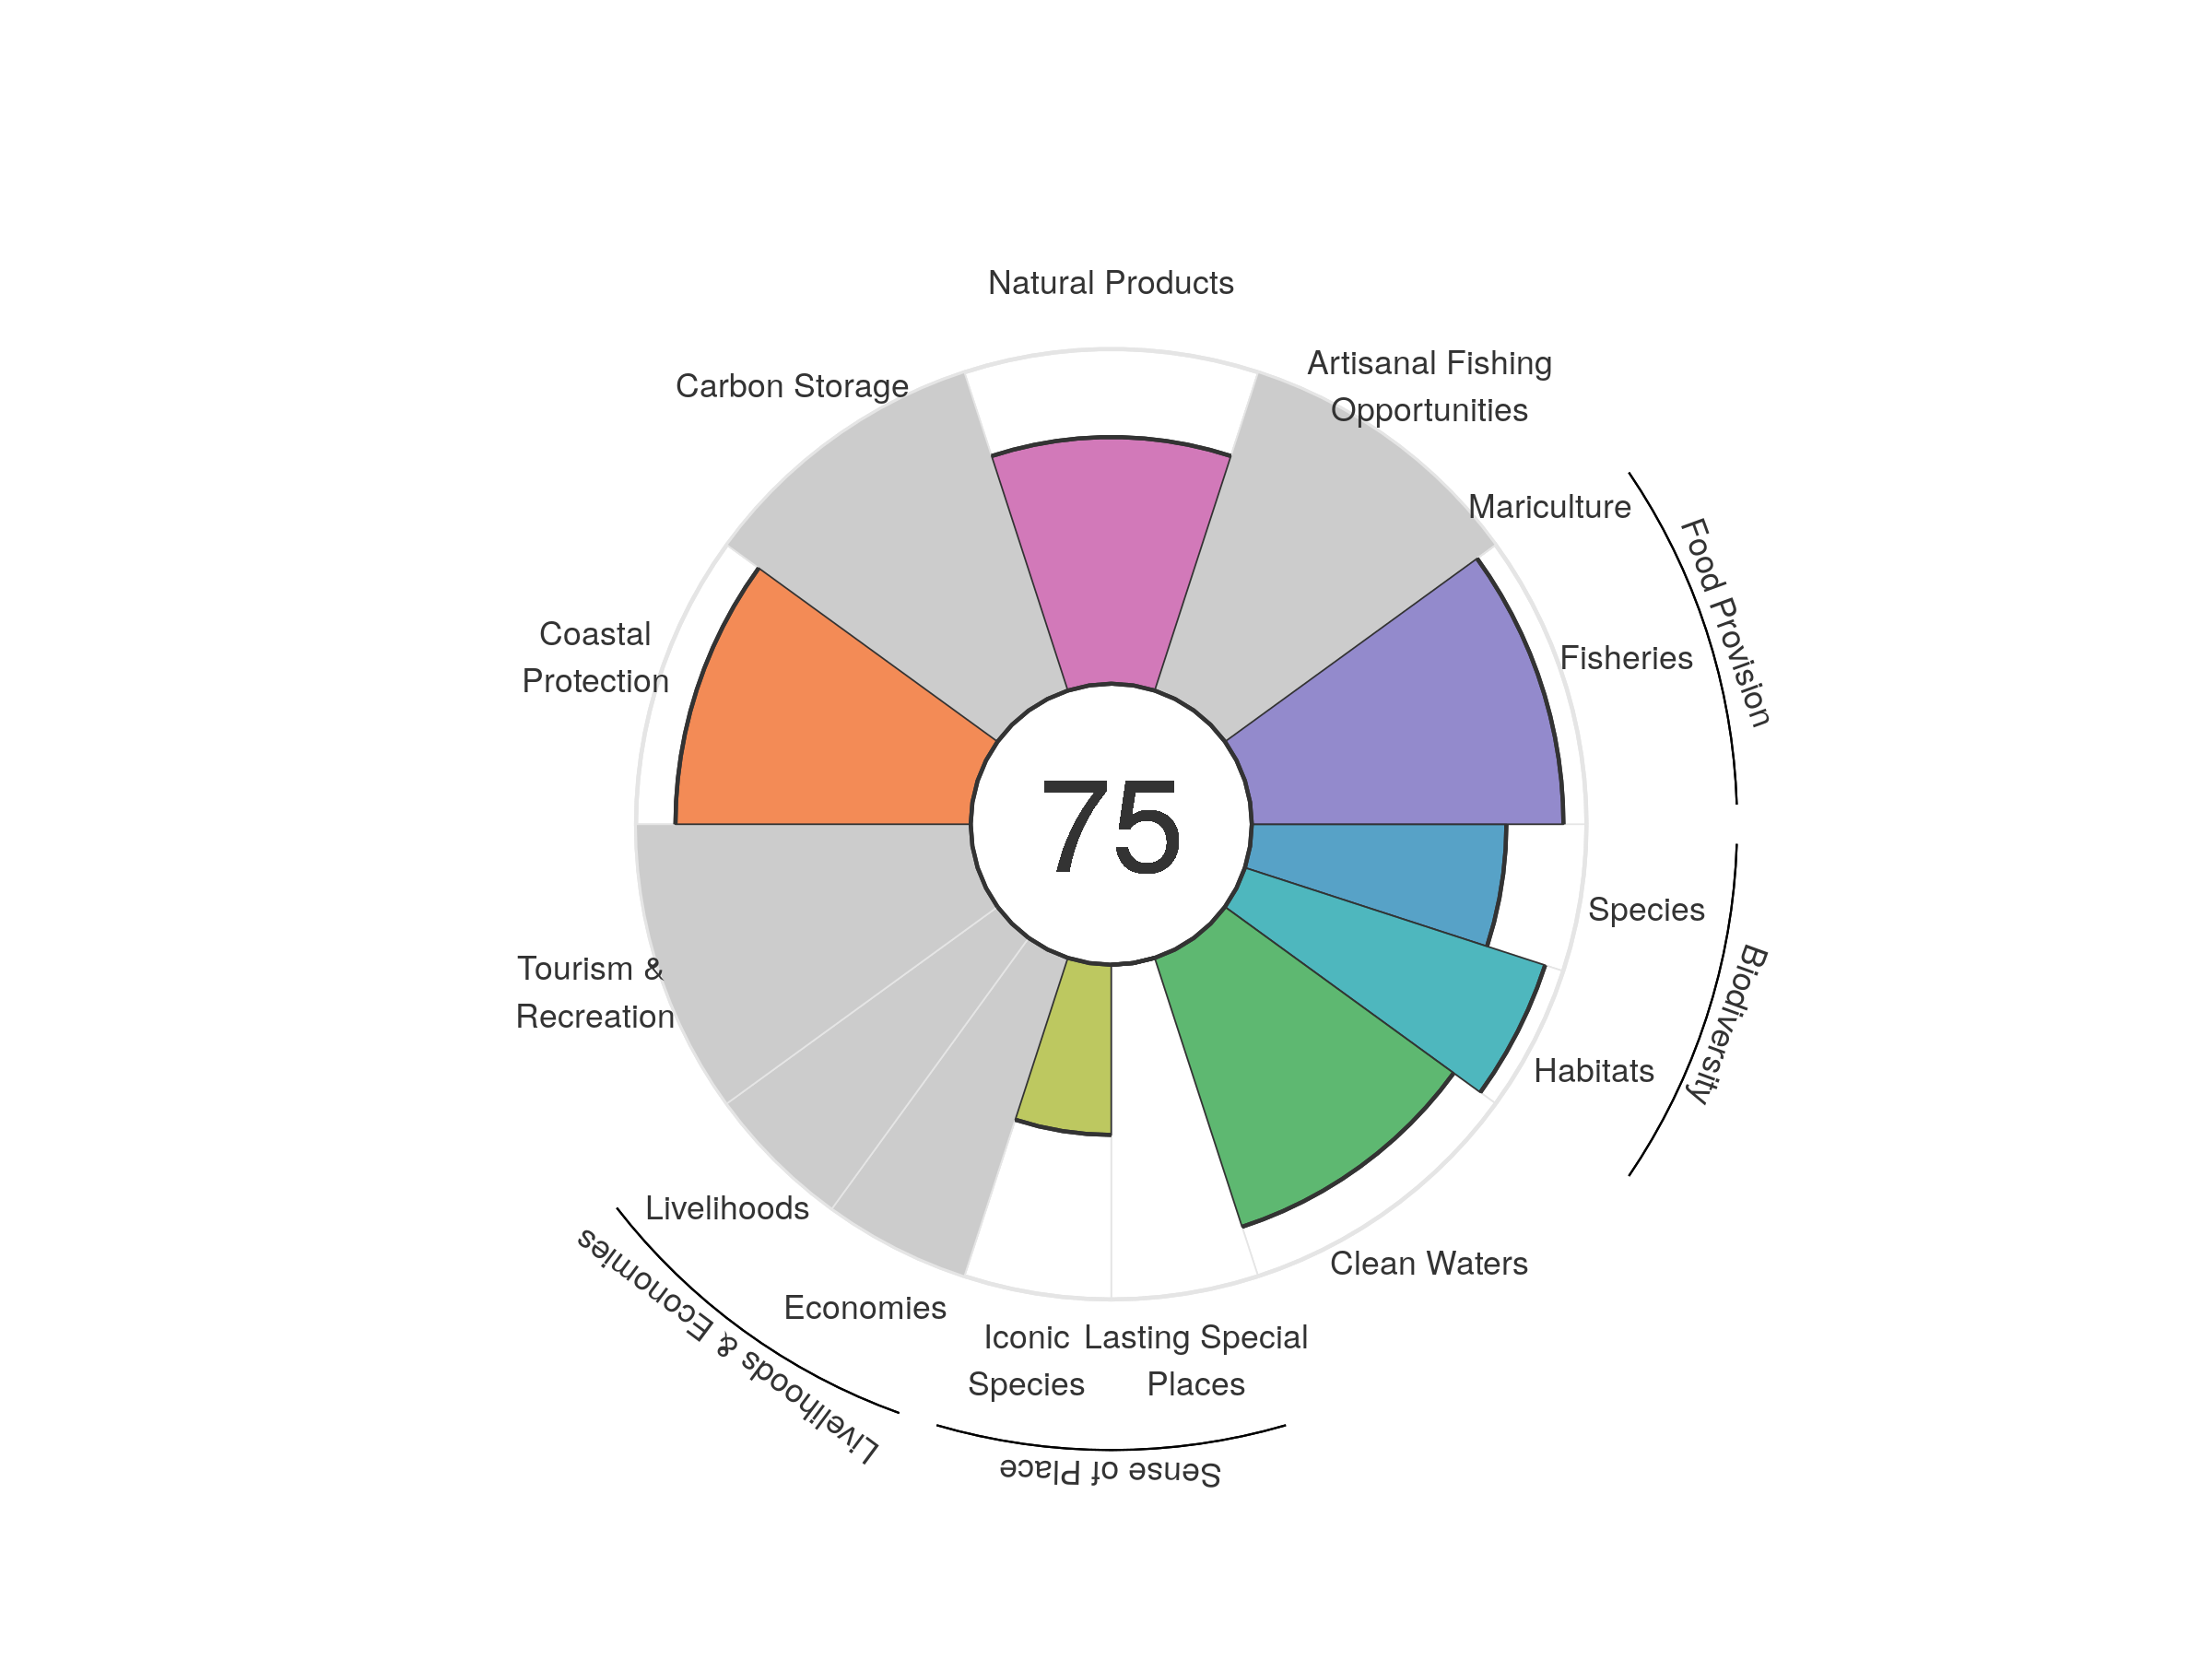 Natural Products
Artisanal Fishing
Opportunities
Carbon Storage
Mariculture
Food Provision
Fisheries
Coastal
Protection
75
Species
Biodiversity
Tourism &
Recreation
Habitats
Livelihoods
Clean Waters
Economies
Livelihoods & Economies
Iconic
Species
Lasting Special
Places
Sense of Place